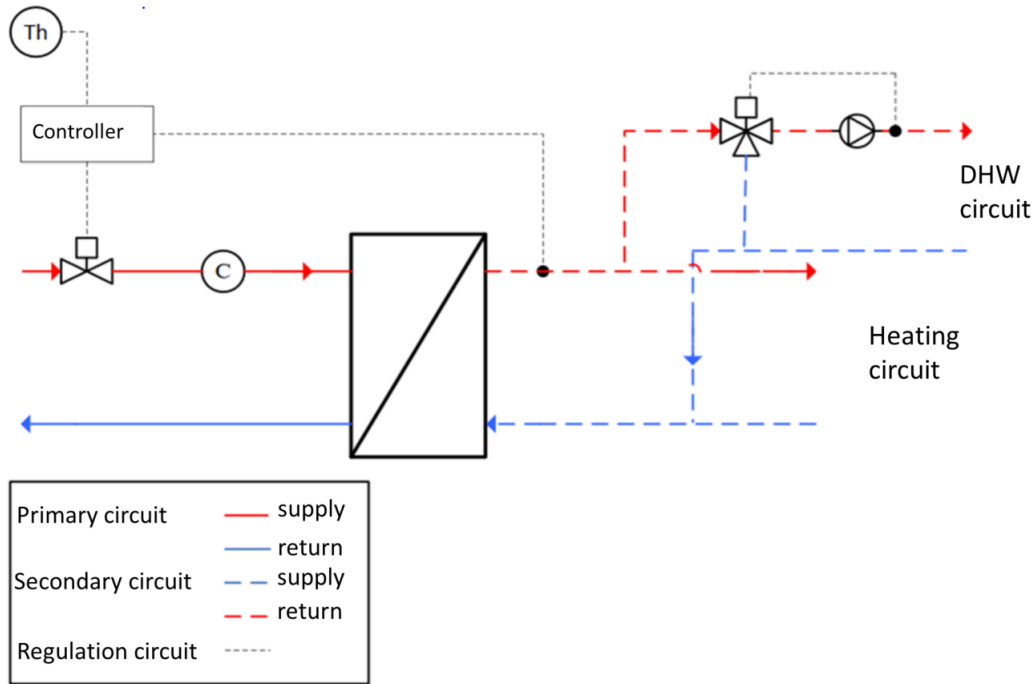 Th
Controller
C
DHW
circuit
Heating
circuit
Primary circuit
supply
return
Secondary circuit
supply
return
Regulation circuit